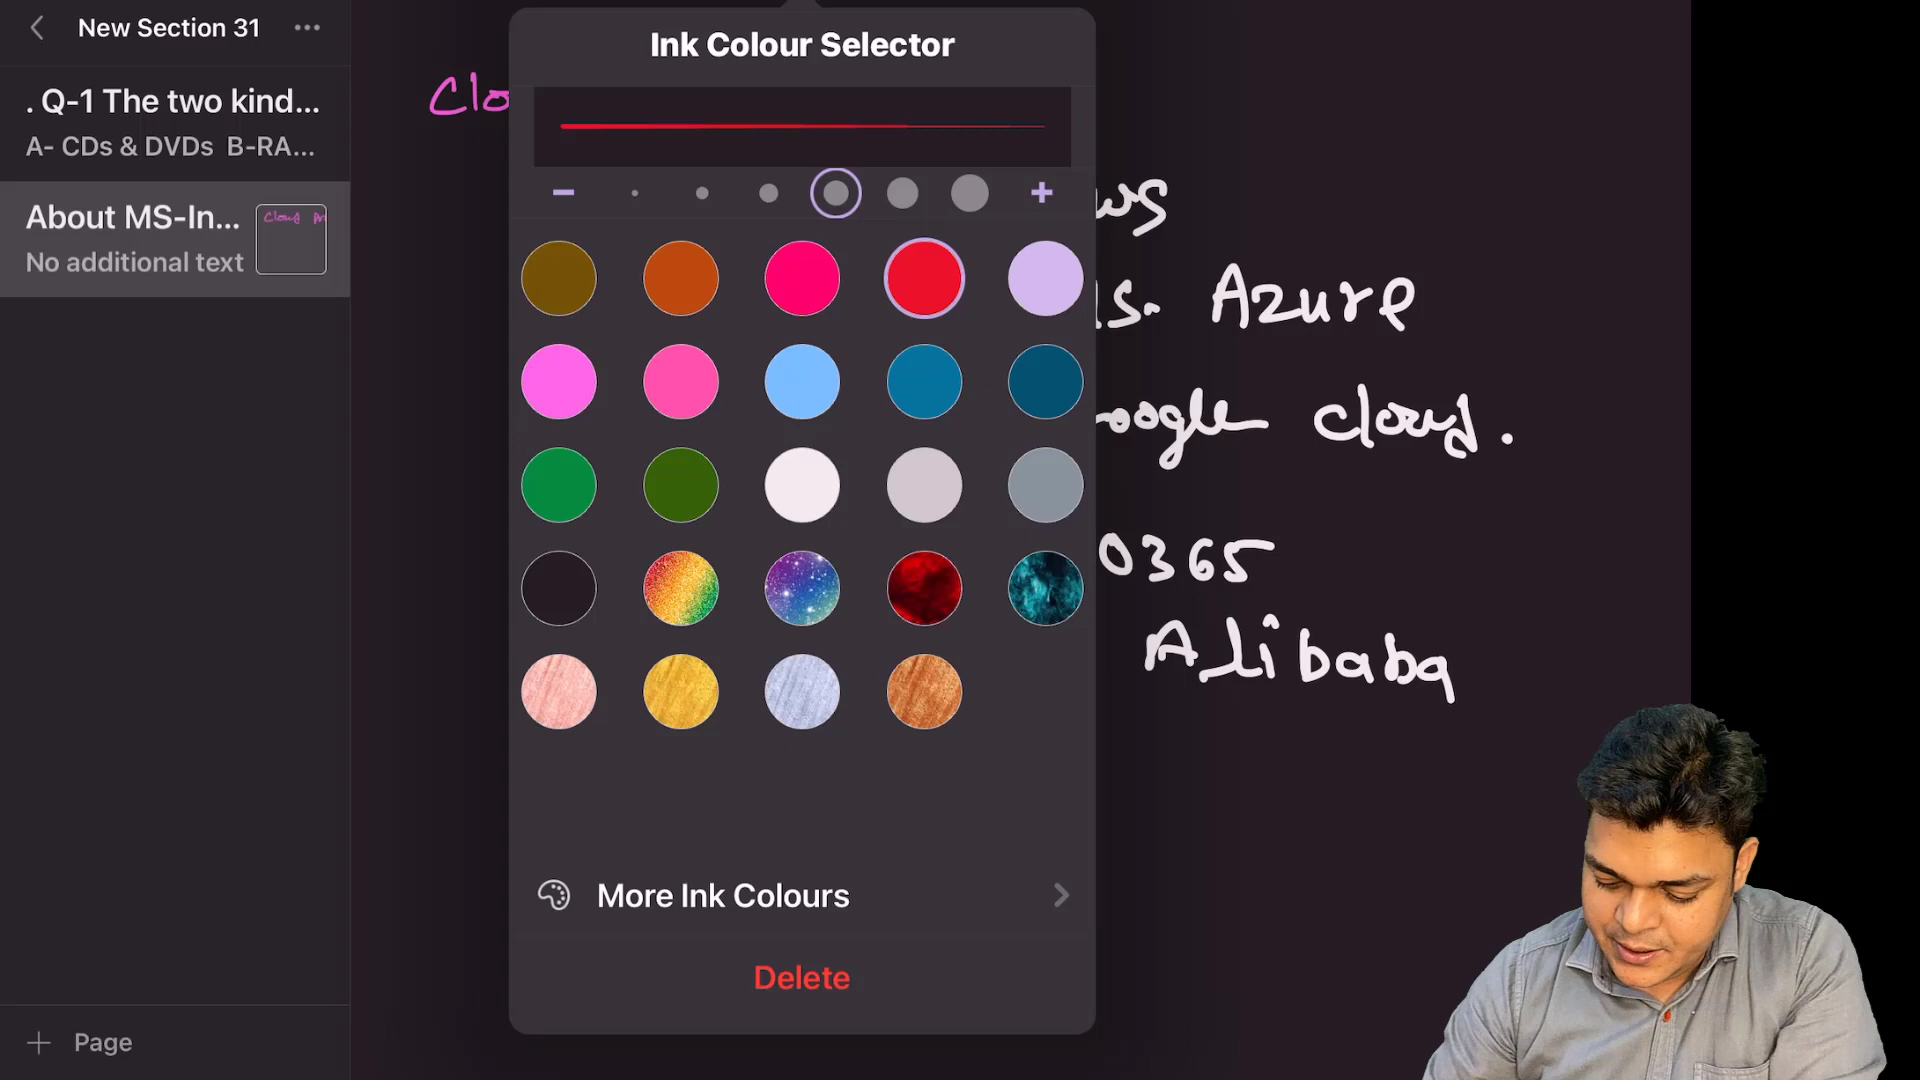 New Section 31
. Q-1 The two kind...
A- CDs & DVDs B-RA...
About MS-In...
No additional text
Page
Ink Colour Selector
More Ink Colours
Delete
Clo
ws
s. Azure
oogle cloud.
0365
Alibaba